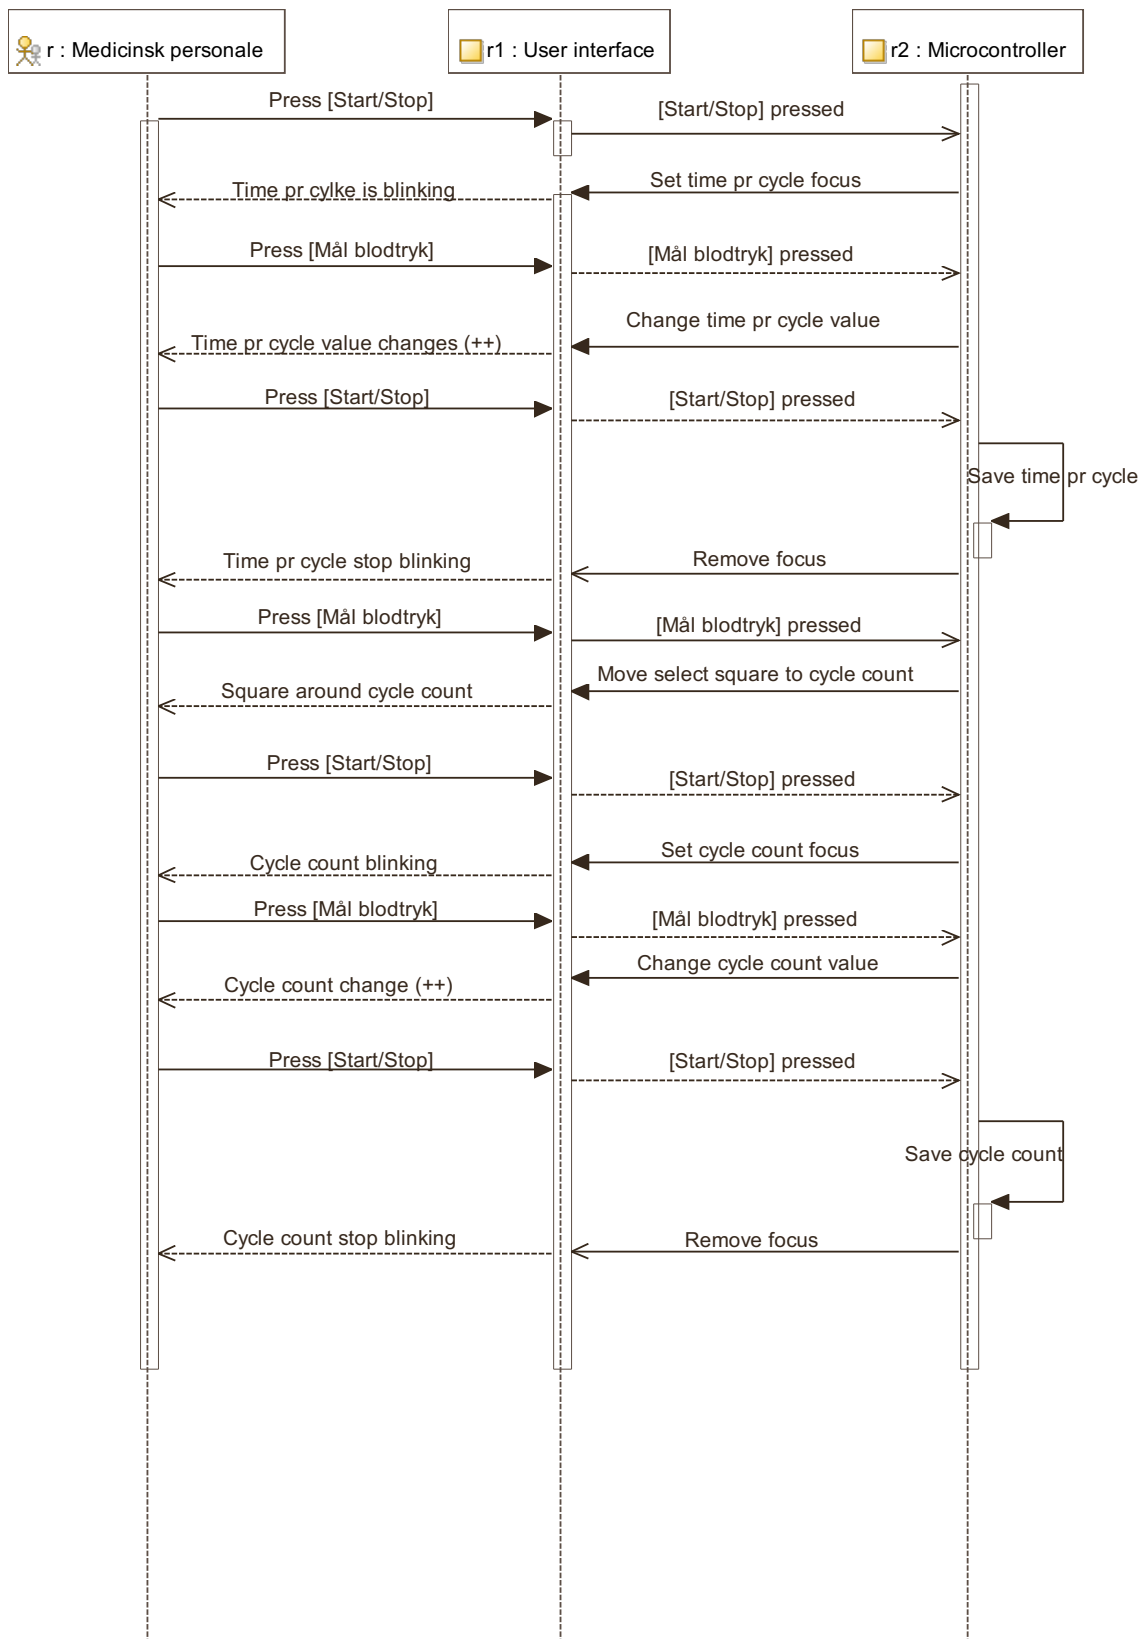 r : Medicinsk personale
r1 : User interface
r2 : Microcontroller
Press [Start/Stop]
[Start/Stop] pressed
Set time pr cycle focus
Time pr cylke is blinking
Press [Mål blodtryk]
[Mål blodtryk] pressed
Change time pr cycle value
Time pr cycle value changes (++)
Press [Start/Stop]
[Start/Stop] pressed
Save time pr cycle
Remove focus
Time pr cycle stop blinking
Press [Mål blodtryk]
[Mål blodtryk] pressed
Move select square to cycle count
Square around cycle count
Press [Start/Stop]
[Start/Stop] pressed
Set cycle count focus
Cycle count blinking
Press [Mål blodtryk]
[Mål blodtryk] pressed
Change cycle count value
Cycle count change (++)
Press [Start/Stop]
[Start/Stop] pressed
Save cycle count
Cycle count stop blinking
Remove focus